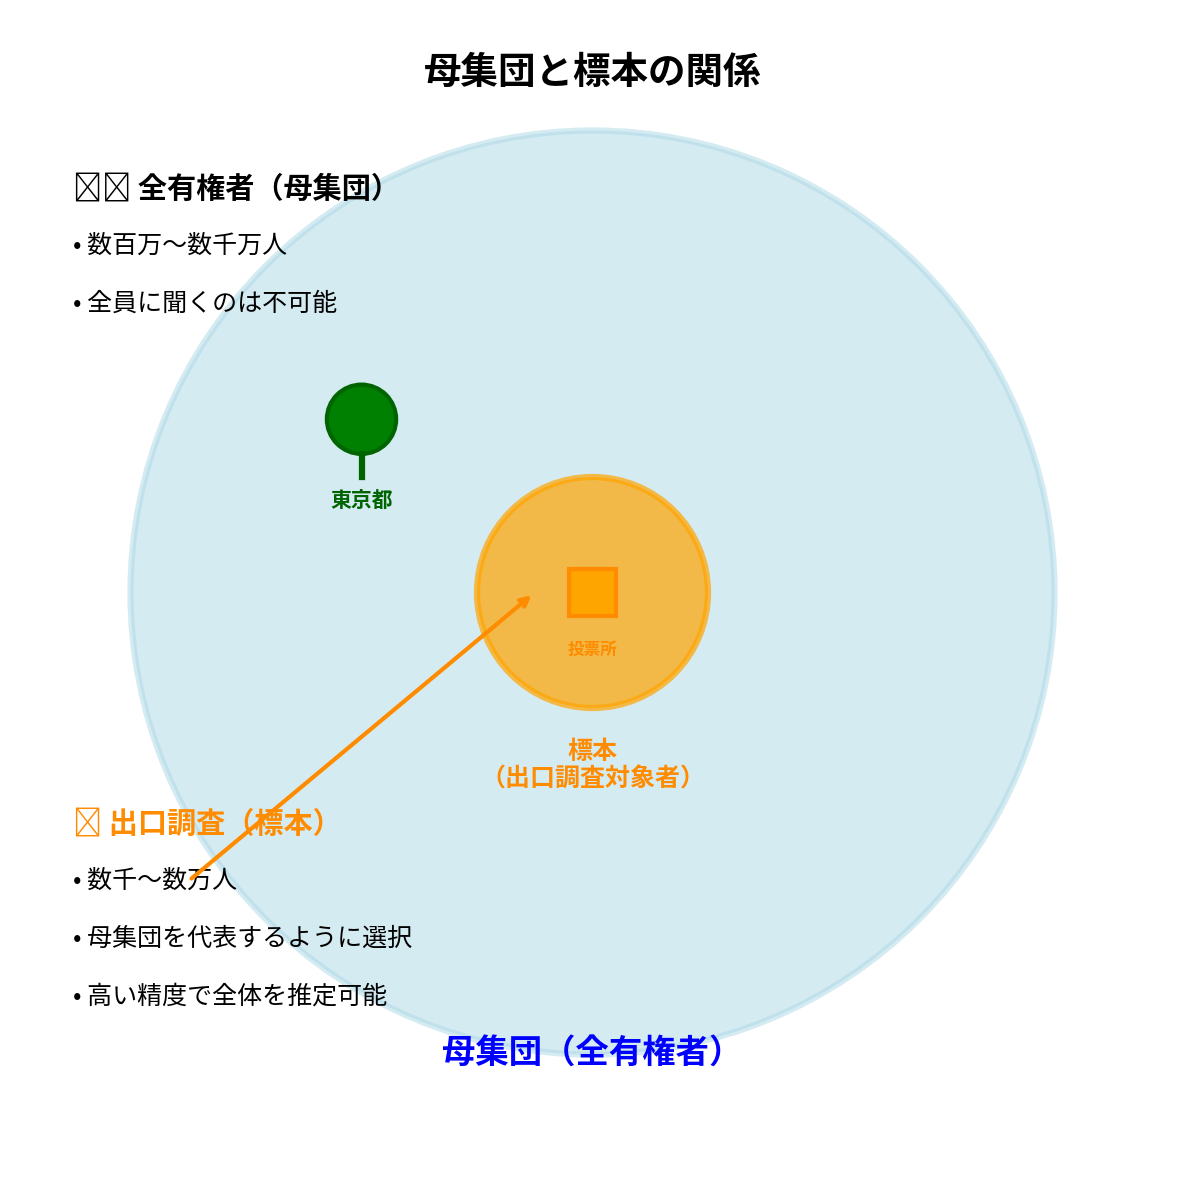 母集団と標本の関係
全有権者（母集団）
• 数百万～数千万人
• 全員に聞くのは不可能
東京都
投票所
標本
（出口調査対象者）
出口調査（標本）
• 数千～数万人
• 母集団を代表するように選択
• 高い精度で全体を推定可能
母集団（全有権者）